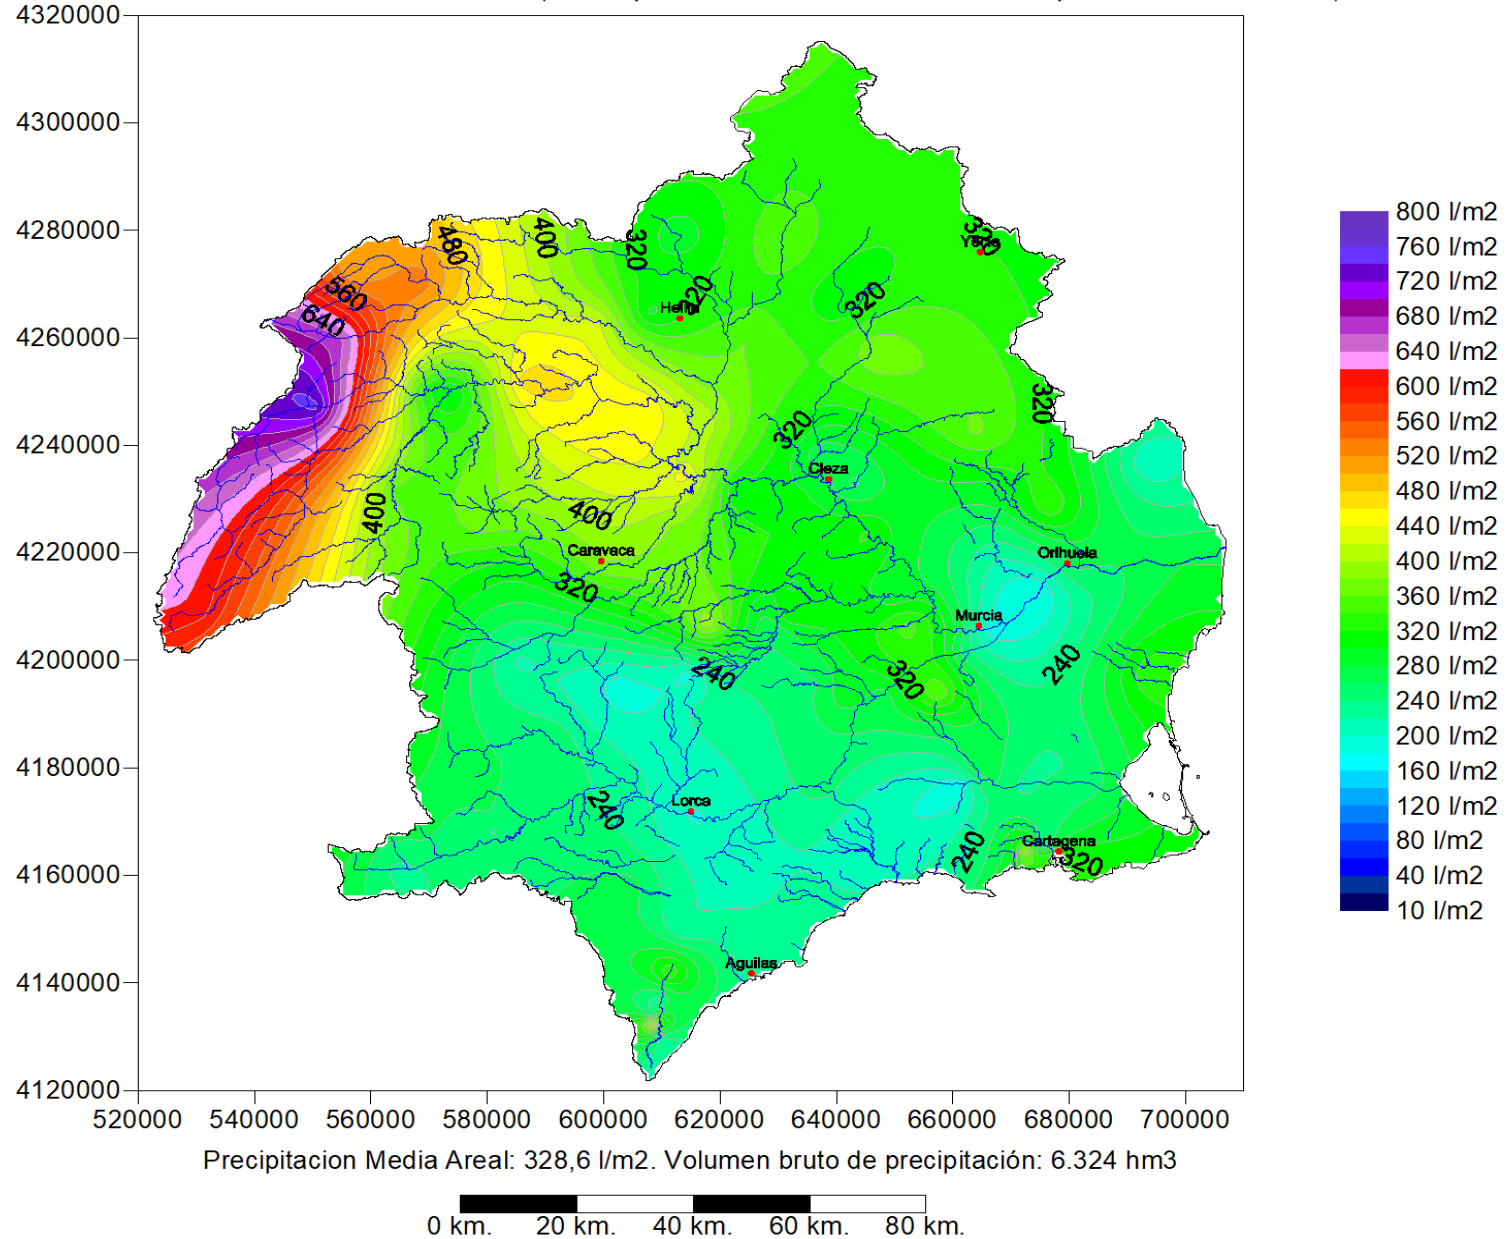 4320000
4300000
4280000
4260000
4240000
4220000
4200000
4180000
4160000
4140000
4120000
520000 540000 560000 580000 600000 620000 640000 660000 680000 700000
480
400
320
320
560
320
320
Hellín
640
320
320
Cieza
400
400
Caravaca
Orihuela
320
Murcia
240
240
320
Lorca
240
Cartagena
240
320
Aguilas
800 l/m2
760 l/m2
720 l/m2
680 l/m2
640 l/m2
600 l/m2
560 l/m2
520 l/m2
480 l/m2
440 l/m2
400 l/m2
360 l/m2
320 l/m2
280 l/m2
240 l/m2
200 l/m2
160 l/m2
120 l/m2
80 l/m2
40 l/m2
10 l/m2
Precipitacion Media Areal: 328,6 l/m2. Volumen bruto de precipitación: 6.324 hm3
0 km. 20 km. 40 km. 60 km. 80 km.